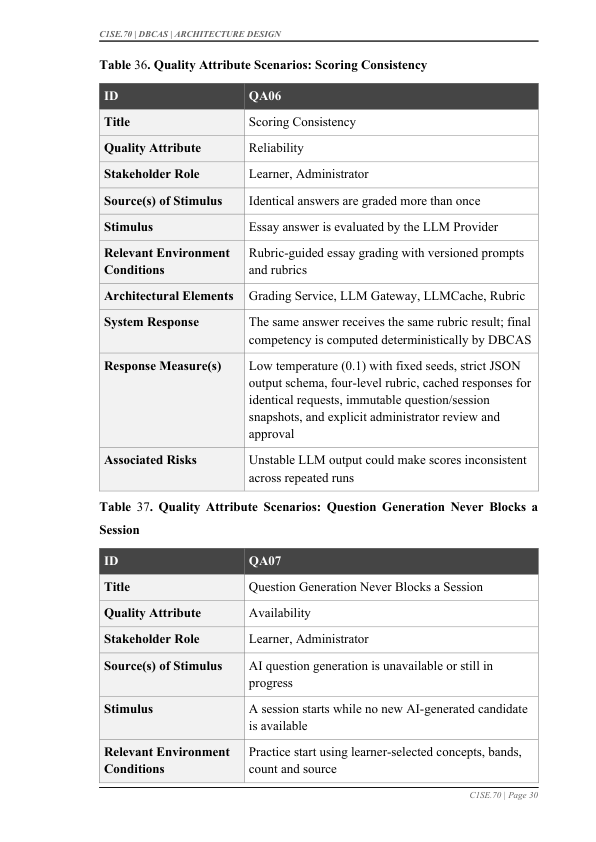 C1SE.70 | DBCAS | ARCHITECTURE DESIGN
Table 36. Quality Attribute Scenarios: Scoring Consistency
ID QA06
Title Scoring Consistency
Quality Attribute Reliability
Stakeholder Role Learner, Administrator
Source(s) of Stimulus Identical answers are graded more than once
Stimulus Essay answer is evaluated by the LLM Provider
Relevant Environment Conditions Rubric-guided essay grading with versioned prompts
and rubrics
Architectural Elements Grading Service, LLM Gateway, LLMCache, Rubric
System Response The same answer receives the same rubric result; final
competency is computed deterministically by DBCAS
Response Measure(s) Low temperature (0.1) with fixed seeds, strict JSON
output schema, four-level rubric, cached responses for
identical requests, immutable question/session
snapshots, and explicit administrator review and
approval
Associated Risks Unstable LLM output could make scores inconsistent
across repeated runs
Table 37. Quality Attribute Scenarios: Question Generation Never Blocks a
Session
ID QA07
Title Question Generation Never Blocks a Session
Quality Attribute Availability
Stakeholder Role Learner, Administrator
Source(s) of Stimulus AI question generation is unavailable or still in
progress
Stimulus A session starts while no new AI-generated candidate
is available
Relevant Environment Conditions Practice start using learner-selected concepts, bands,
count and source
C1SE.70 | Page 30